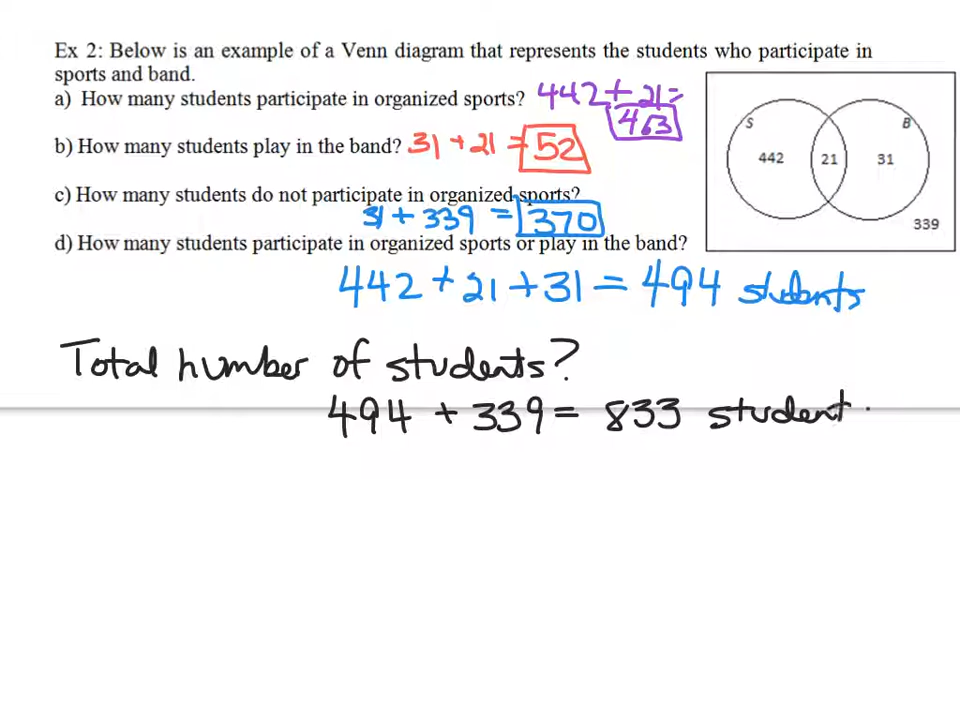 Ex 2: Below is an example of a Venn diagram that represents the students who participate in
sports and band.
a) How many students participate in organized sports? 442 + 21 =
463
b) How many students play in the band? 31 + 21 = 52
c) How many students do not participate in organized sports?
31 + 339 = 370
d) How many students participate in organized sports or play in the band?
442 + 21 + 31 = 494 students
S
B
442
21
31
339
Total number of students?
494 + 339 = 833 student